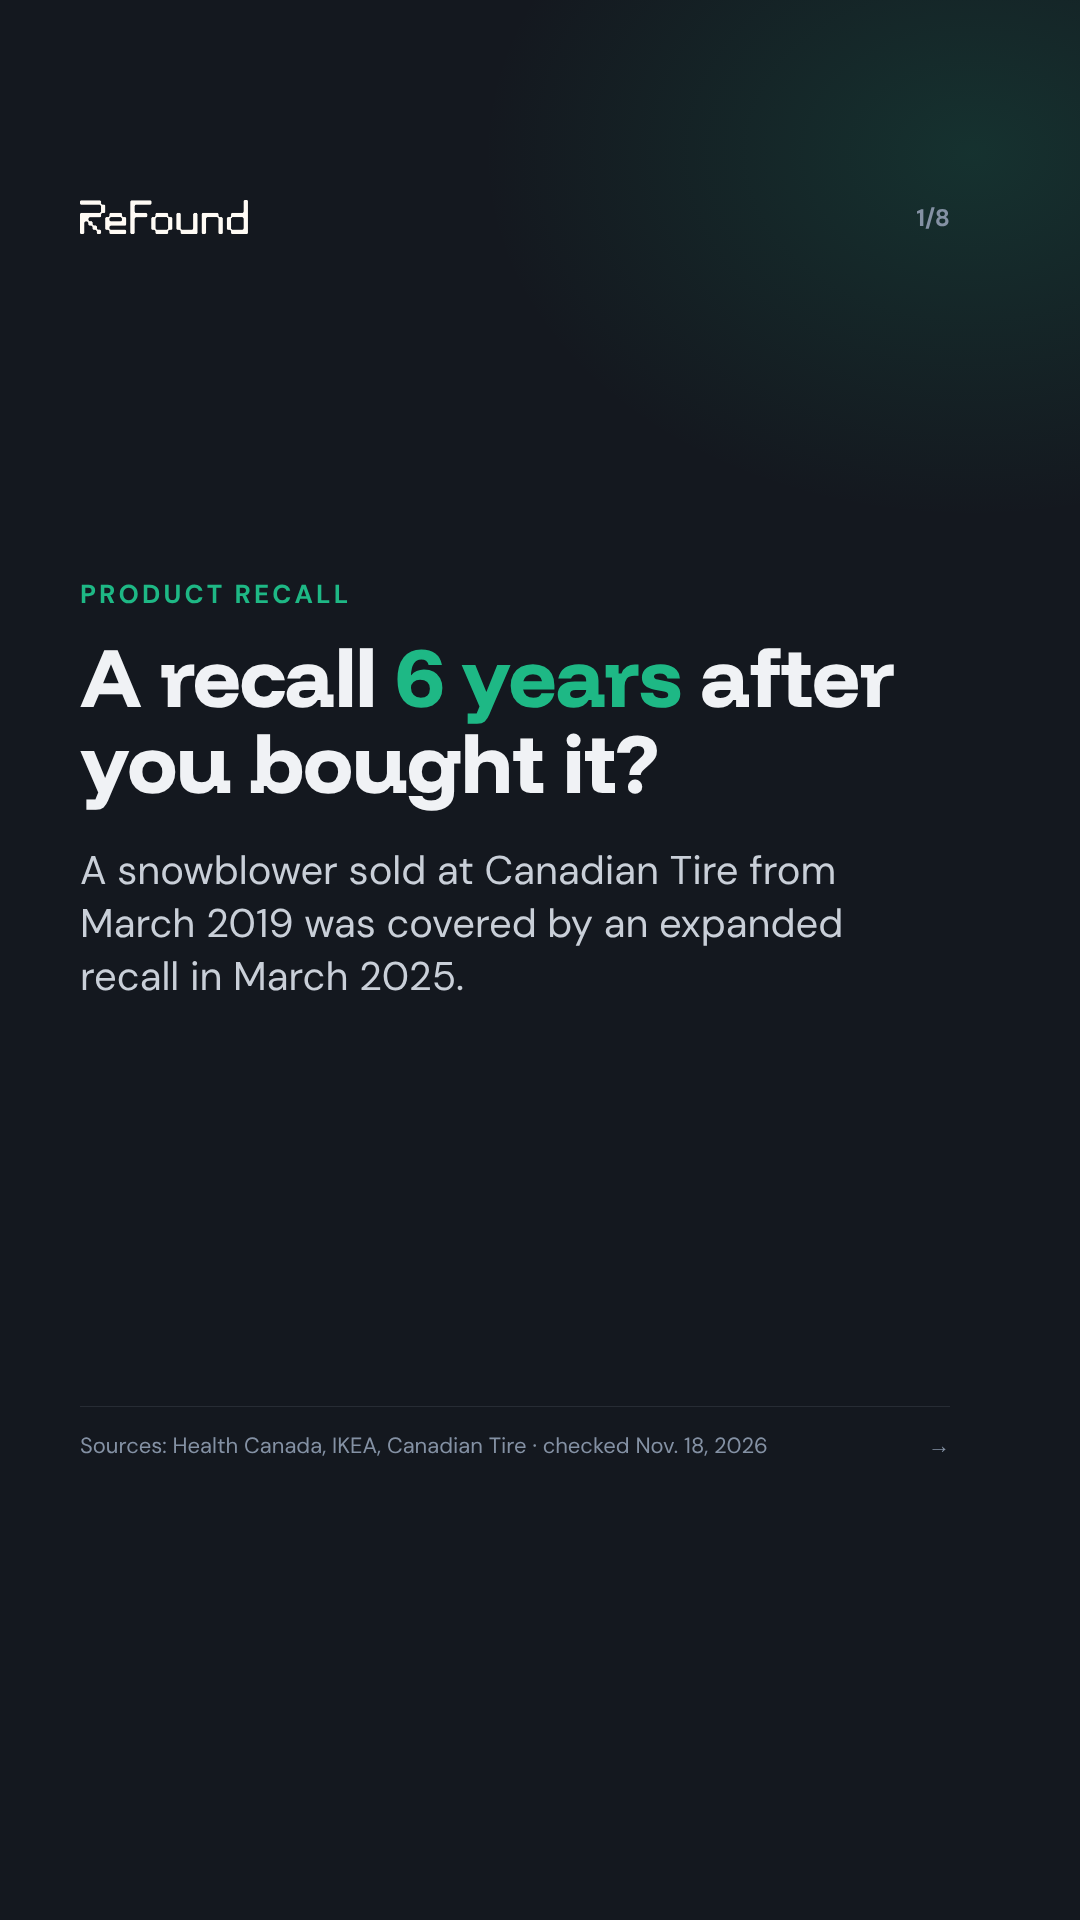 ReFound
1/8
PRODUCT RECALL
A recall 6 years after
you bought it?
A snowblower sold at Canadian Tire from
March 2019 was covered by an expanded
recall in March 2025.
Sources: Health Canada, IKEA, Canadian Tire · checked Nov. 18, 2026 →